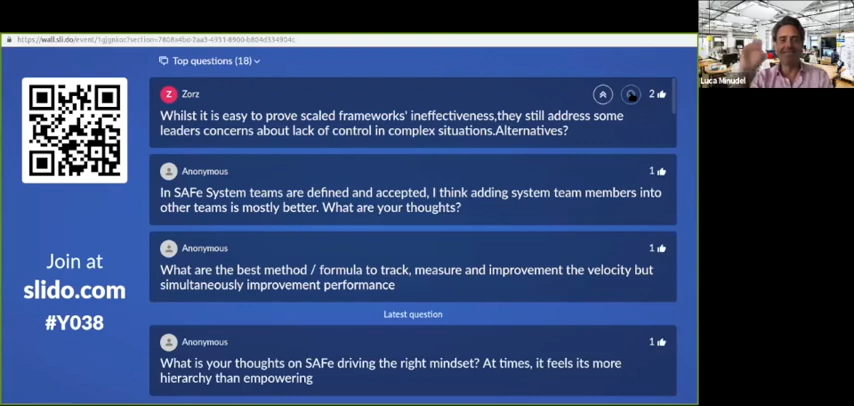 Top questions (18)
Z
Zorz
2
Whilst it is easy to prove scaled frameworks' ineffectiveness,they still address some
leaders concerns about lack of control in complex situations.Alternatives?
Anonymous
1
In SAFe System teams are defined and accepted, I think adding system team members into
other teams is mostly better. What are your thoughts?
Anonymous
1
What are the best method / formula to track, measure and improvement the velocity but
simultaneously improvement performance
Latest question
Anonymous
1
What is your thoughts on SAFe driving the right mindset? At times, it feels its more
hierarchy than empowering
Join at
slido.com
#Y038
Luca Minudel